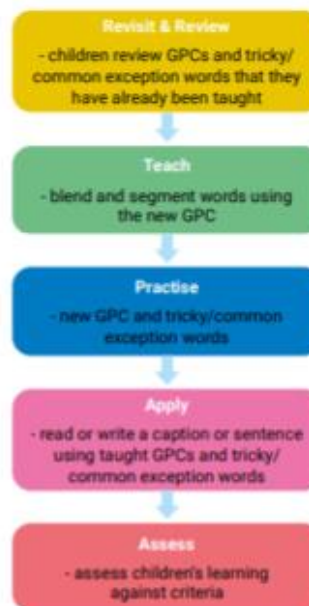 Revisit & Review
- children review GPCs and tricky/
common exception words that they
have already been taught
Teach
- blend and segment words using
the new GPC
Practise
- new GPC and tricky/common
exception words
Apply
- read or write a caption or sentence
using taught GPCs and tricky/
common exception words
Assess
- assess children's learning
against criteria